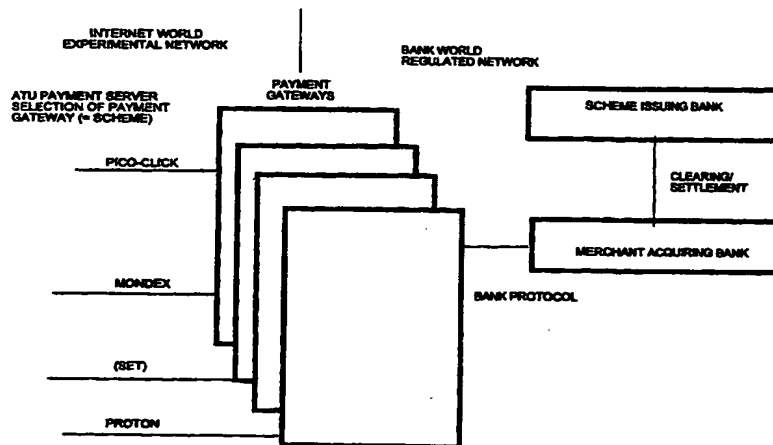 INTERNET WORLD
EXPERIMENTAL NETWORK
BANK WORLD
REGULATED NETWORK
PAYMENT
GATEWAYS
ATU PAYMENT SERVER
SELECTION OF PAYMENT
GATEWAY (= SCHEME)
SCHEME ISSUING BANK
PICO-CLICK
CLEARING/
SETTLEMENT
MERCHANT ACQUIRING BANK
MONDEX
BANK PROTOCOL
(SET)
PROTON